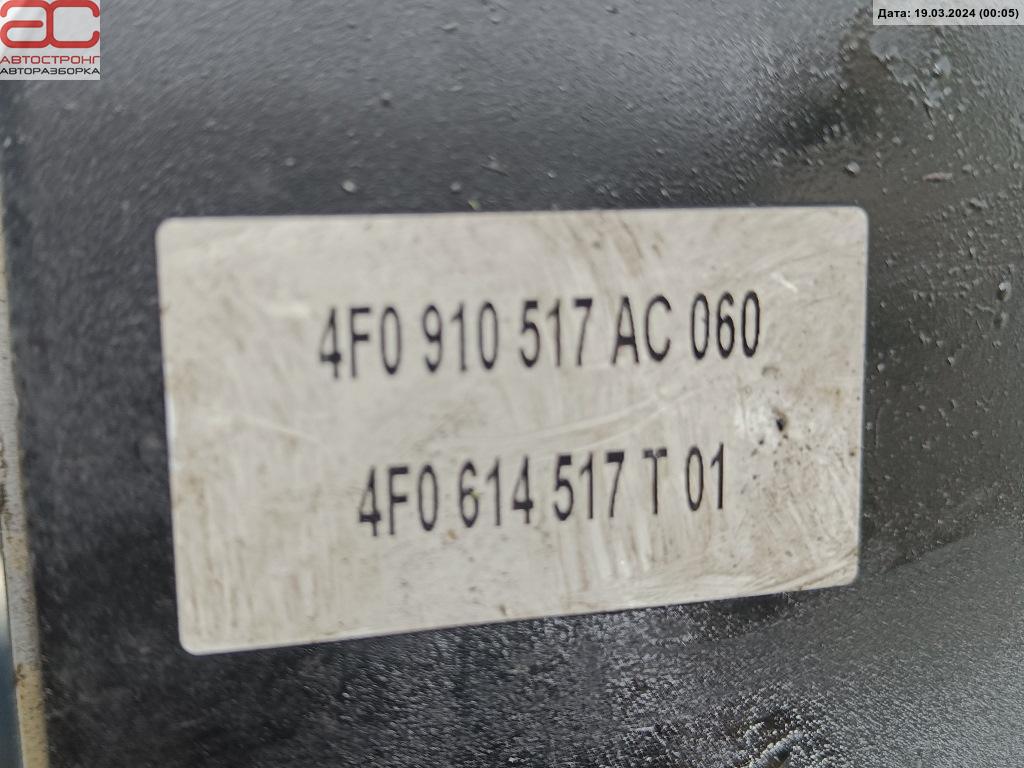 Дата: 19.03.2024 (00:05)
АС
АВТОСТРОНГ
АВТОРАЗБОРКА
4F0 910 517 AC 060
4F0 614 517 T 01